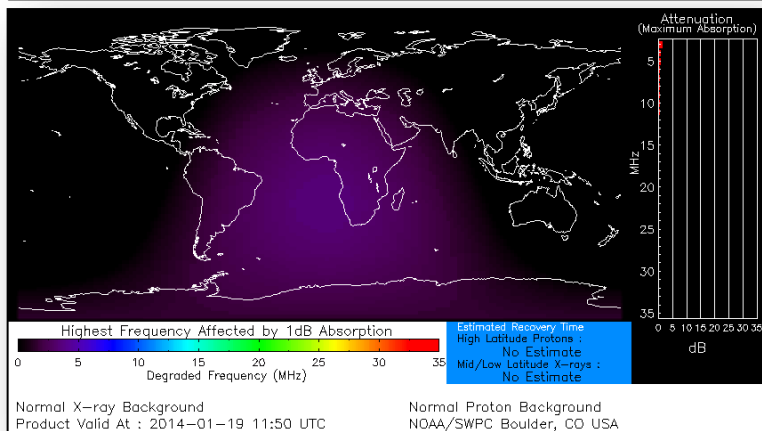 Attenuation
(Maximum Absorption)
5
10
15
20
25
30
35
MHz
0 5 10 15 20 25 30 35
dB
Highest Frequency Affected by 1dB Absorption
0 5 10 15 20 25 30 35
Degraded Frequency (MHz)
Estimated Recovery Time
High Latitude Protons :
No Estimate
Mid/Low Latitude X-rays :
No Estimate
Normal X-ray Background
Product Valid At : 2014-01-19 11:50 UTC
Normal Proton Background
NOAA/SWPC Boulder, CO USA